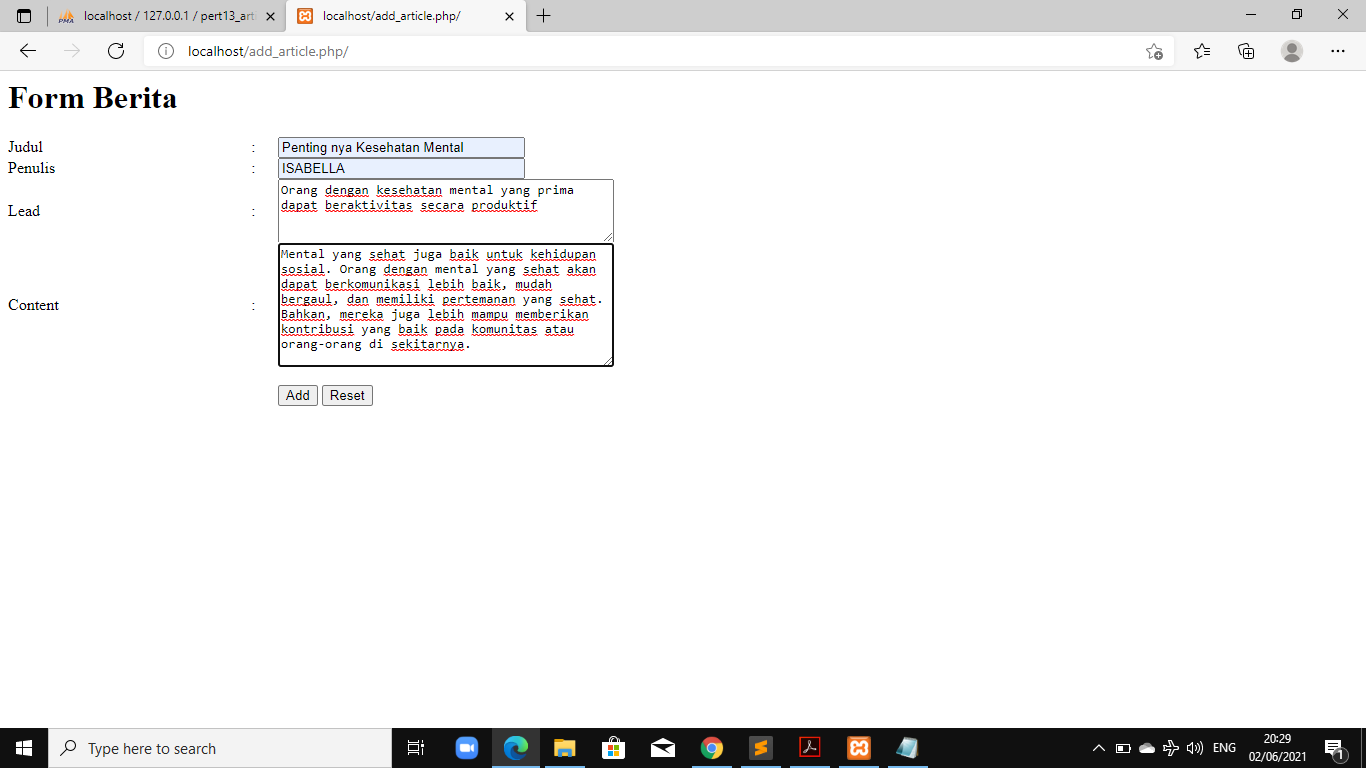 localhost / 127.0.0.1 / pert13_arti
localhost/add_article.php/
localhost/add_article.php/
Form Berita
Judul : Penting nya Kesehatan Mental
Penulis : ISABELLA
Lead : Orang dengan kesehatan mental yang prima
dapat beraktivitas secara produktif
Content : Mental yang sehat juga baik untuk kehidupan
sosial. Orang dengan mental yang sehat akan
dapat berkomunikasi lebih baik, mudah
bergaul, dan memiliki pertemanan yang sehat.
Bahkan, mereka juga lebih mampu memberikan
kontribusi yang baik pada komunitas atau
orang-orang di sekitarnya.
Add Reset
Type here to search
ENG
20:29
02/06/2021
1